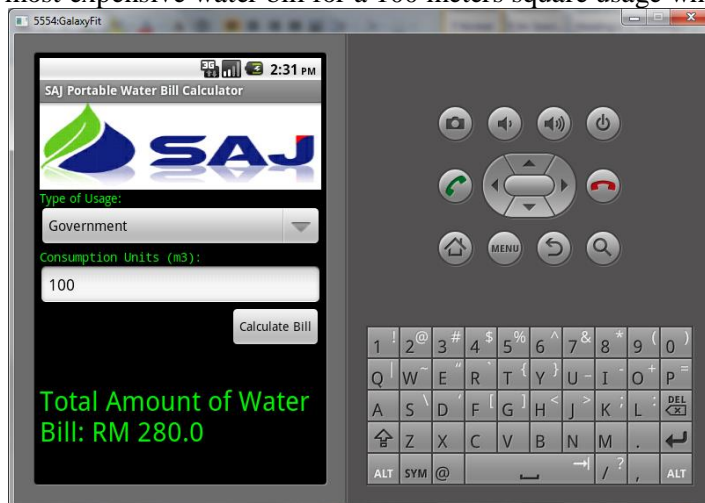 most expensive water bill for a 100 meters square usage
5554:GalaxyFit
3G 2:31 PM
SAJ Portable Water Bill Calculator
SAJ
Type of Usage:
Government
Consumption Units (m3):
100
Calculate Bill
Total Amount of Water
Bill: RM 280.0
MENU
1 ! 2 @ 3 # 4 $ 5 % 6 ^ 7 & 8 * 9 ( 0 )
Q | W ~ E " R ` T { Y } U _ I - O + P =
A S \ D ' F [ G ] H < J > K ; L : DEL
Z X C V B N M .
ALT SYM @ / ? , ALT